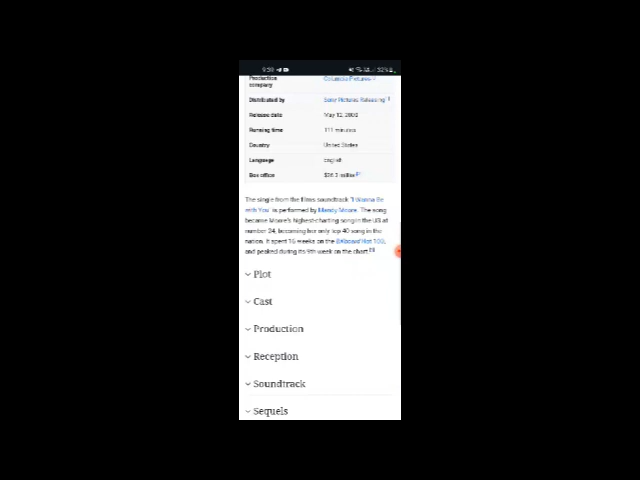 Production
company
Columbia Pictures
Distributed by
Sony Pictures Releasing
Release date
May 12, 2000
Running time
111 minutes
Country
United States
Language
English
Box office
The single from the films soundtrack "I Wanna Be
With You" is performed by Mandy Moore. The song
became Moore's highest-charting song in the US at
number 24, becoming her only top 40 song in the
nation. It spent 16 weeks on the Billboard Hot 100,
and peaked during its 9th week on the chart.
Plot
Cast
Production
Reception
Soundtrack
Sequels